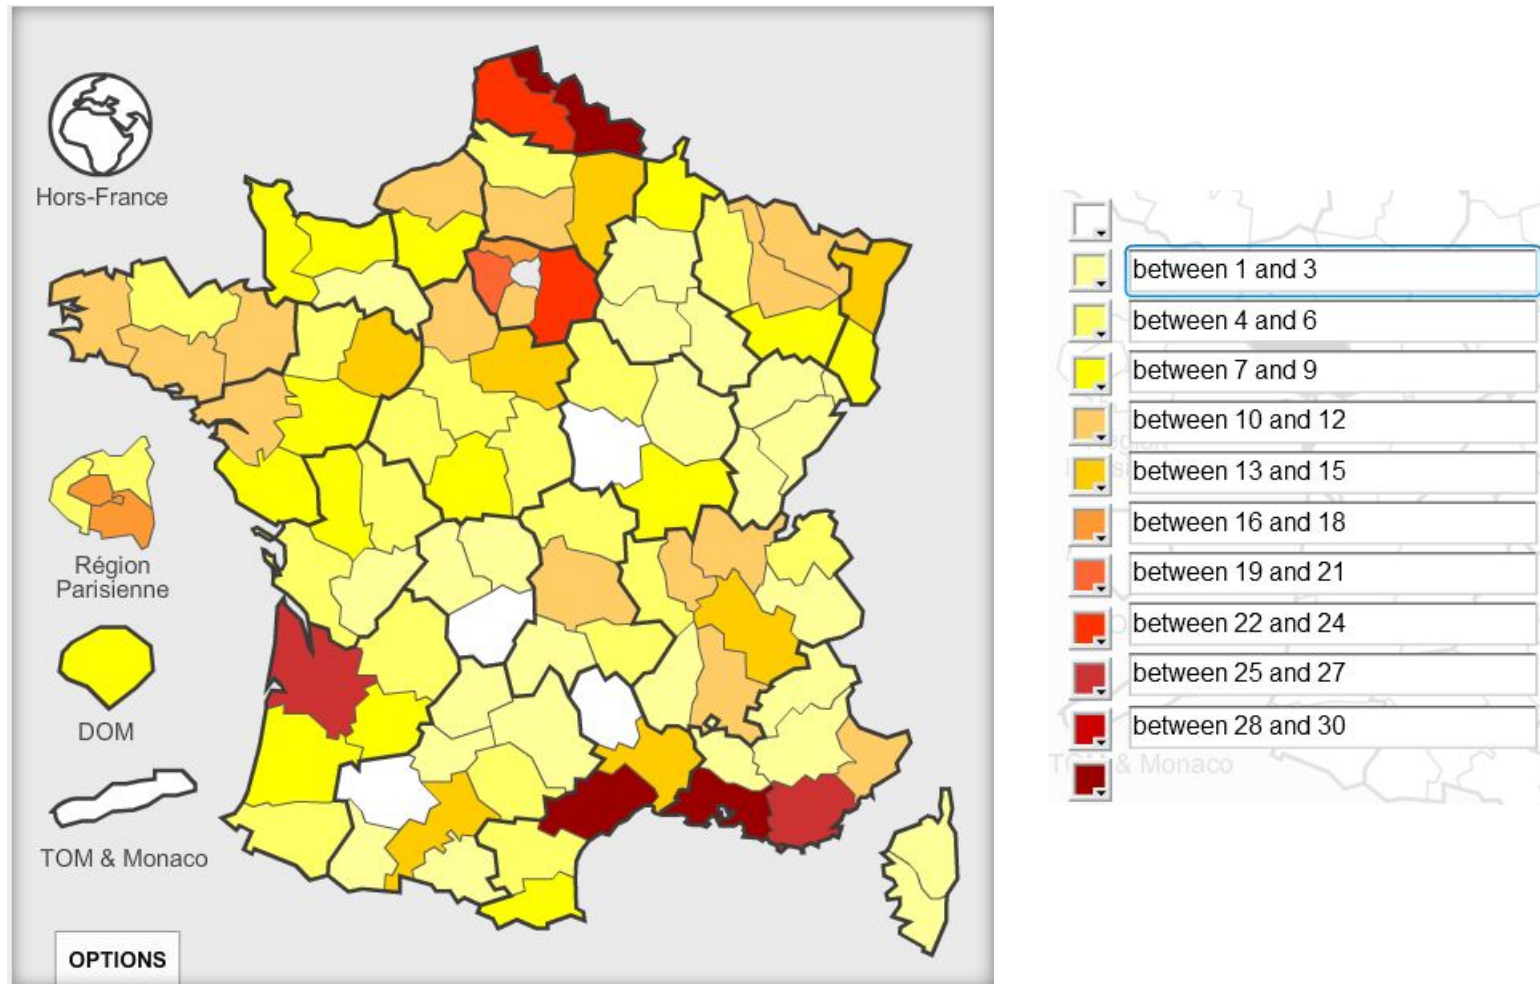 Hors-France
Région
Parisienne
DOM
TOM & Monaco
OPTIONS
between 1 and 3
between 4 and 6
between 7 and 9
between 10 and 12
between 13 and 15
between 16 and 18
between 19 and 21
between 22 and 24
between 25 and 27
between 28 and 30
& Monaco